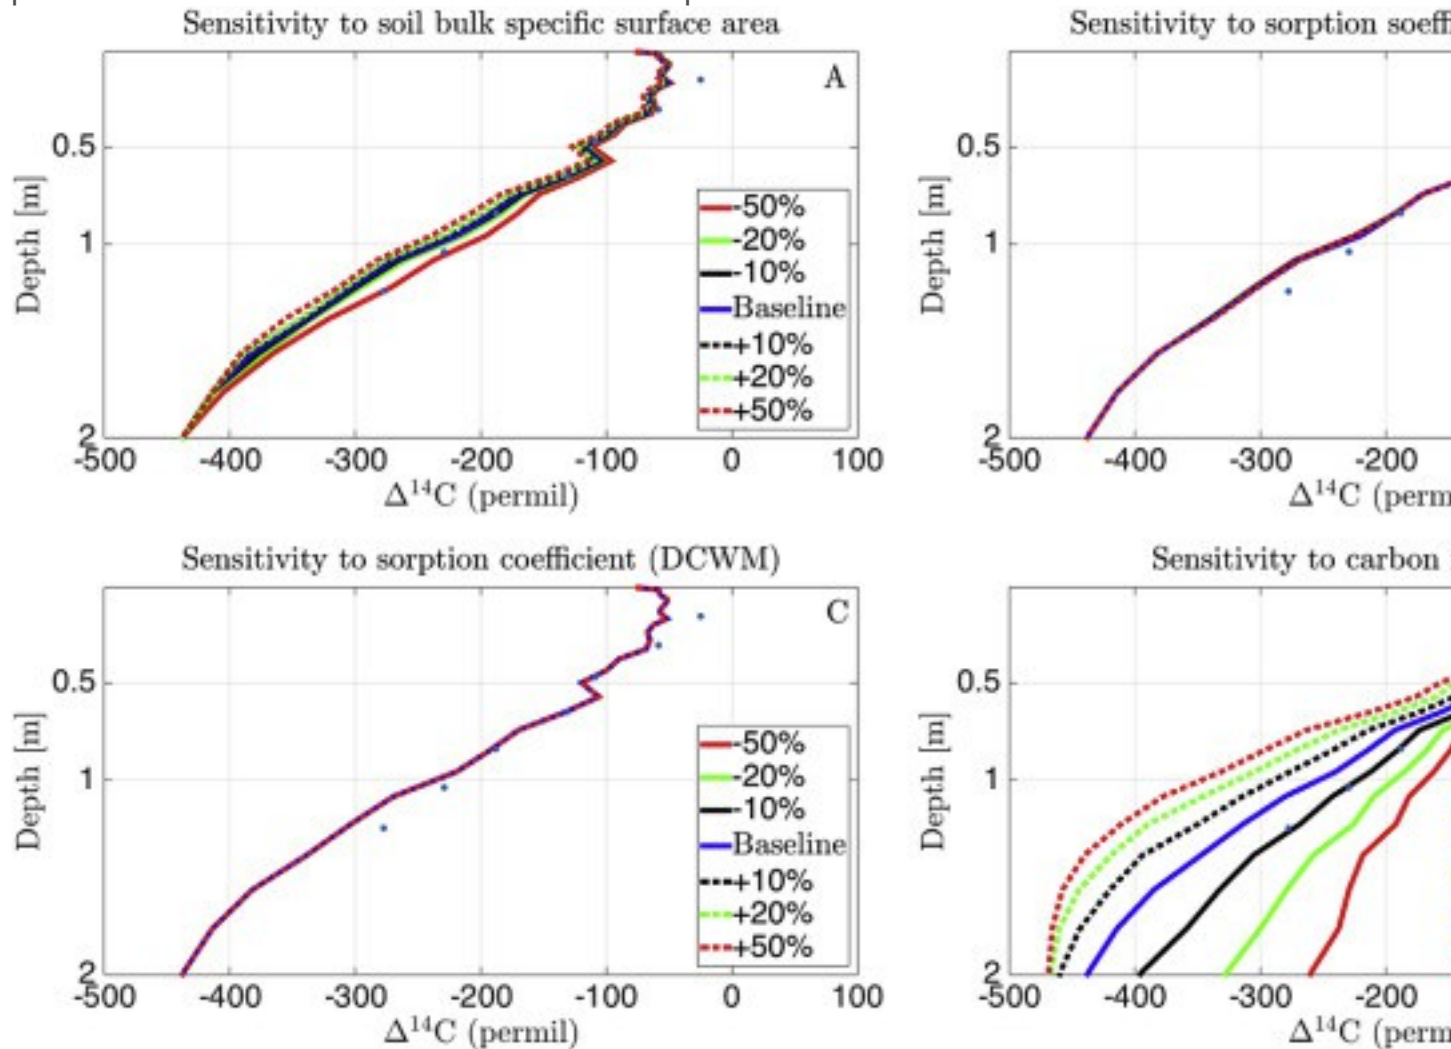 Sensitivity to soil bulk specific surface area
A
0.5
1
2
Depth [m]
-50%
-20%
-10%
Baseline
+10%
+20%
+50%
-500 -400 -300 -200 -100 0 100
Δ¹⁴C (permil)
Sensitivity to sorption soeffi
0.5
1
2
Depth [m]
-500 -400 -300 -200
Δ¹⁴C (perm
Sensitivity to sorption coefficient (DCWM)
C
0.5
1
2
Depth [m]
-50%
-20%
-10%
Baseline
+10%
+20%
+50%
-500 -400 -300 -200 -100 0 100
Δ¹⁴C (permil)
Sensitivity to carbon
0.5
1
2
Depth [m]
-500 -400 -300 -200
Δ¹⁴C (perm